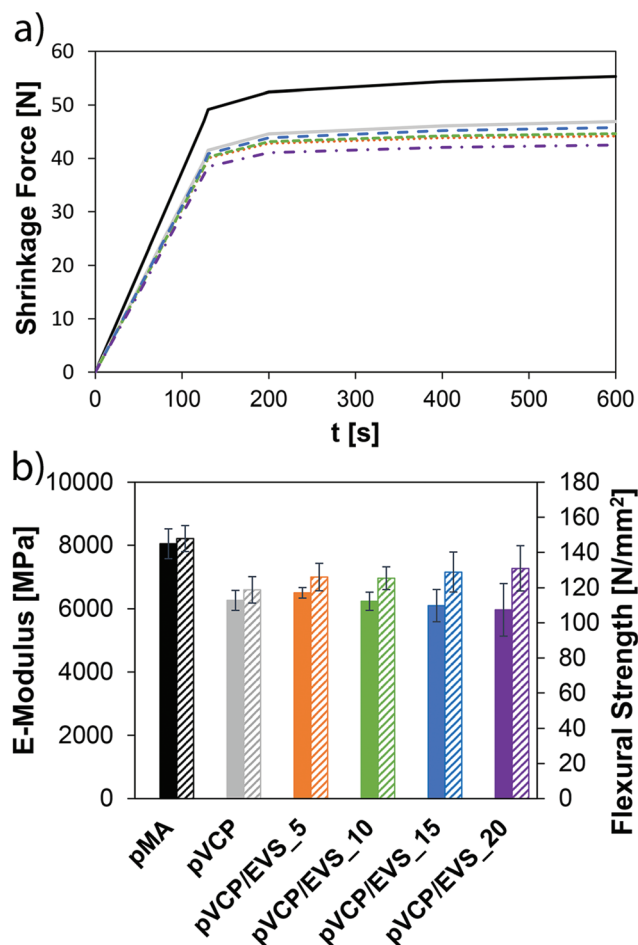 a)
60
50
40
30
20
10
0
Shrinkage Force [N]
0 100 200 300 400 500 600
t [s]
b)
10000
8000
6000
4000
2000
0
E-Modulus [MPa]
180
160
140
120
100
80
60
40
20
0
Flexural Strength [N/mm²]
pMA
pVCP
pVCP/EVS_5
pVCP/EVS_10
pVCP/EVS_15
pVCP/EVS_20